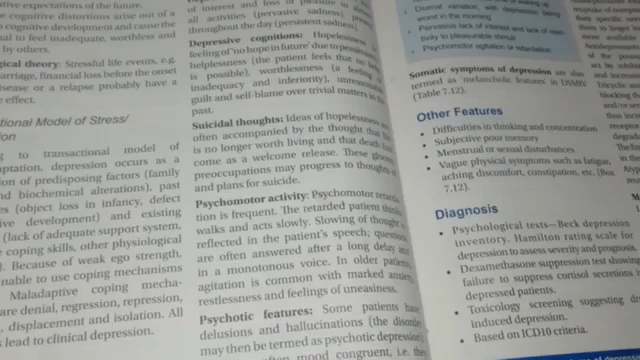 tive expectations of the future.
cognitive distortions arise out of a
cognitive development and cause the
to feel inadequate, worthless and
by others.
gical theory: Stressful life events, e.g.
arriage, financial loss before the onset
isease or a relapse probably have a
e effect.
tional Model of Stress/
ion
to transactional model of
aptation, depression occurs as a
ion of predisposing factors (family
nd biochemical alterations), past
es (object loss in infancy, defect
ive development) and existing
(lack of adequate support system,
coping skills, other physiological
). Because of weak ego strength,
nable to use coping mechanisms
Maladaptive coping mecha-
are denial, regression, repression,
, displacement and isolation. All
lead to clinical depression.
of interest and loss of pleasure in
all activities (pervasive sadness), present
throughout the day (persistent sadness).
Depressive cognitions: Hopelessness
feeling of 'no hope in future' due to
helplessness (the patient feels that no
is possible), worthlessness (a feeling of
inadequacy and inferiority), unreasonable
guilt and self-blame over trivial matters in the
past.
Suicidal thoughts: Ideas of hopelessness
often accompanied by the thought that
is no longer worth living and that death
come as a welcome release. These gloomy
preoccupations may progress to thoughts
and plans for suicide.
Psychomotor activity: Psychomotor retarda-
tion is frequent. The retarded patient thinks,
walks and acts slowly. Slowing of thought
reflected in the patient's speech; questions
are often answered after a long delay and
in a monotonous voice. In older patients
agitation is common with marked anxiety,
restlessness and feelings of uneasiness.
Psychotic features: Some patients have
delusions and hallucinations (the disorder
may then be termed as psychotic depression)
often mood congruent, i.e. they
Diurnal variation, with depression being
worst in the morning
• Pervasive lack of interest and lack of reac-
tivity to pleasurable stimuli
• Psychomotor agitation or retardation
Somatic symptoms of depression are also
termed as 'melancholic features' in DSMIV
(Table 7.12).
Other Features
• Difficulties in thinking and concentration
• Subjective poor memory
• Menstrual or sexual disturbances
• Vague physical symptoms such as fatigue,
aching discomfort, constipation, etc. (Box
7.12).
Diagnosis
• Psychological tests—Beck depression
inventory. Hamilton rating scale for
depression to assess severity and prognosis.
• Dexamethasone suppression test showing
failure to suppress cortisol secretion
depressed patients.
• Toxicology screening suggesting drug
induced depression.
• Based on ICD10 criteria.